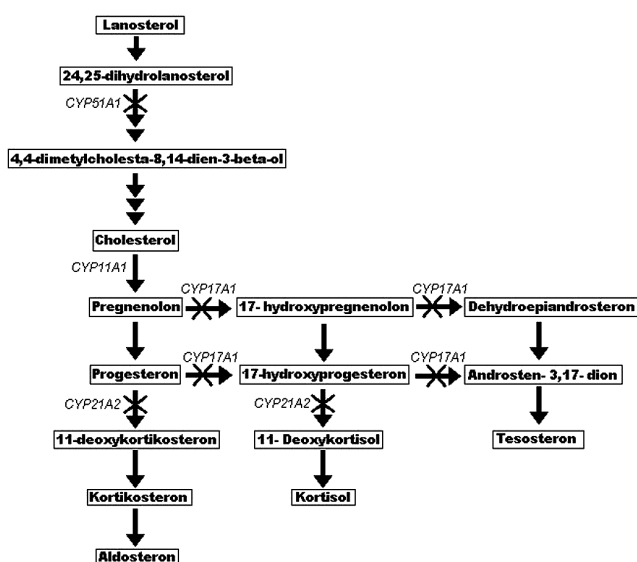 Lanosterol
24,25-dihydrolanosterol
CYP51A1
4,4-dimetylcholesta-8,14-dien-3-beta-ol
Cholesterol
CYP11A1
CYP17A1
CYP17A1
Pregnenolon
17- hydroxypregnenolon
Dehydroepiandrosteron
CYP17A1
CYP17A1
Progesteron
17-hydroxyprogesteron
Androsten- 3,17- dion
CYP21A2
CYP21A2
11-deoxykortikosteron
11- Deoxykortisol
Tesosteron
Kortikosteron
Kortisol
Aldosteron